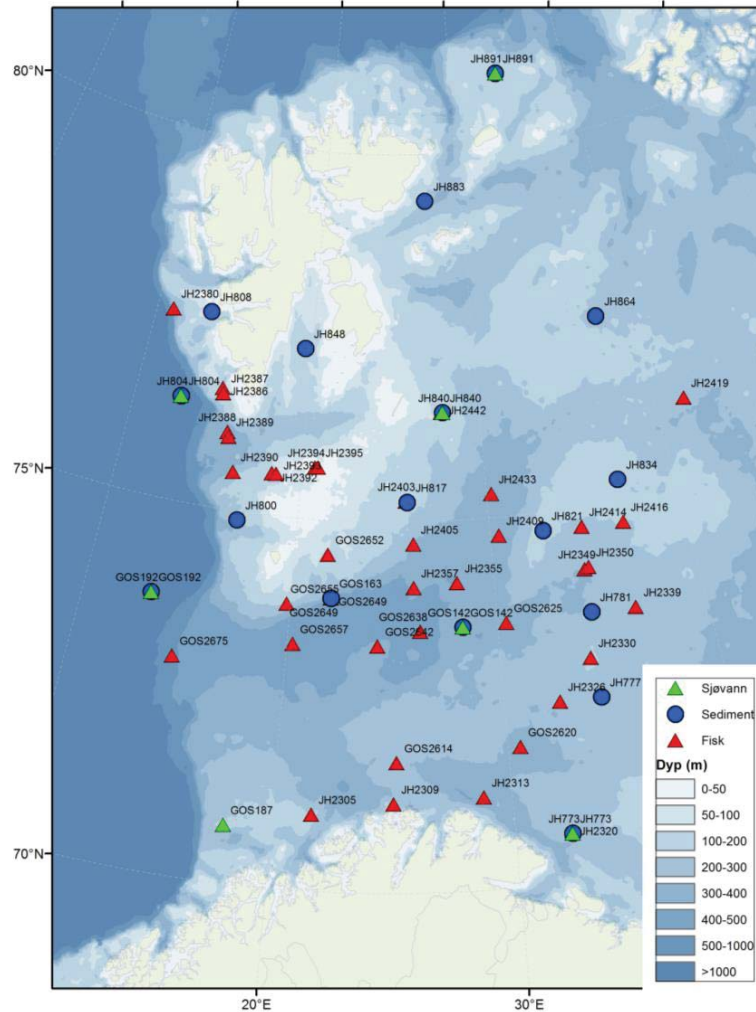 80°N
JH891JH891
JH883
JH2380
JH808
JH864
JH848
JH804JH804
JH2387
JH2386
JH2419
JH840JH840
JH2442
JH2388
JH2389
75°N
JH2390
JH2394JH2395
JH2393
JH2392
JH834
JH2433
JH2403JH817
JH800
JH2409
JH821
JH2414
JH2416
JH2405
GOS2652
JH2349
JH2350
JH2357
JH2355
GOS192GOS192
GOS2655
GOS163
GOS2649
GOS2649
JH781
JH2339
GOS2638
GOS142GOS142
GOS2625
GOS2657
GOS2642
GOS2675
JH2330
JH777
JH2326
GOS2620
GOS2614
JH2313
JH2309
JH2305
GOS187
JH773JH773
JH2320
70°N
Sjøvann
Sediment
Fisk
Dyp (m)
0-50
50-100
100-200
200-300
300-400
400-500
500-1000
>1000
20°E
30°E